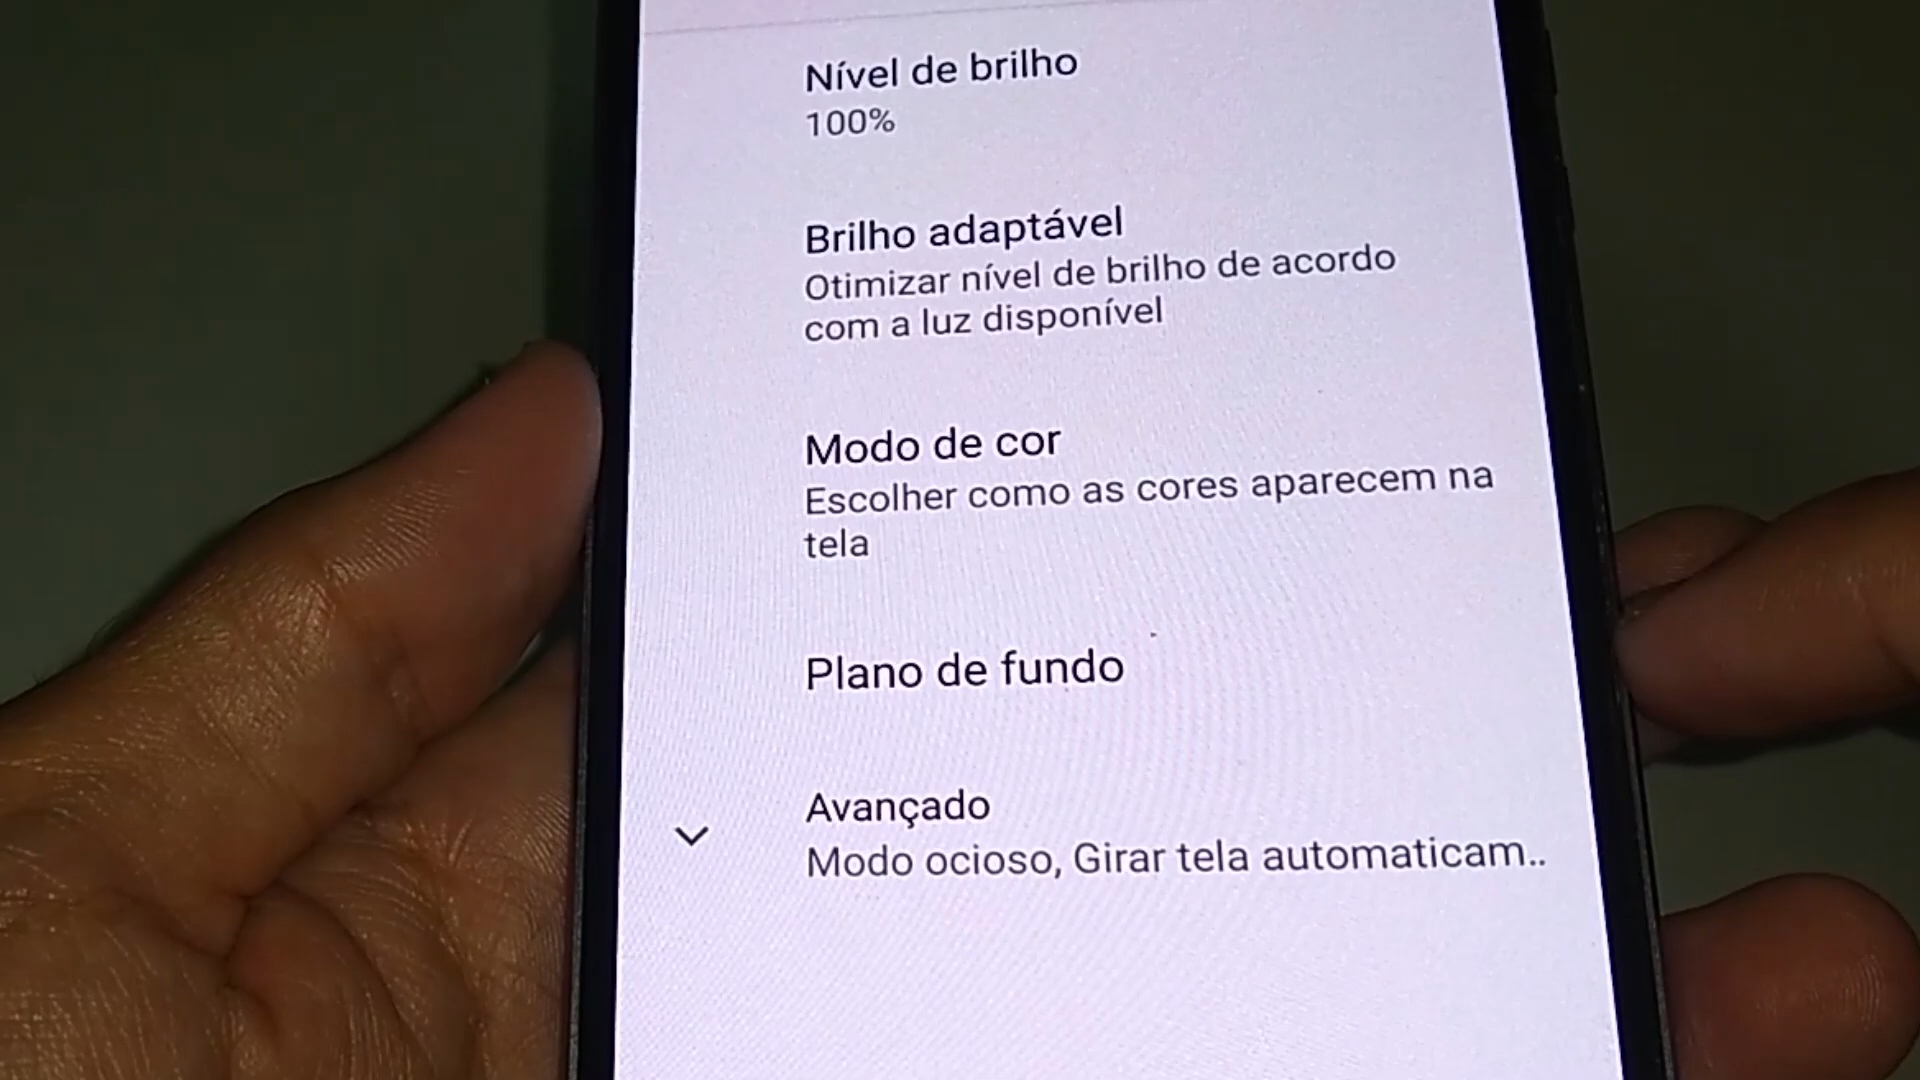 Nível de brilho
100%
Brilho adaptável
Otimizar nível de brilho de acordo
com a luz disponível
Modo de cor
Escolher como as cores aparecem na
tela
Plano de fundo
Avançado
Modo ocioso, Girar tela automaticam..